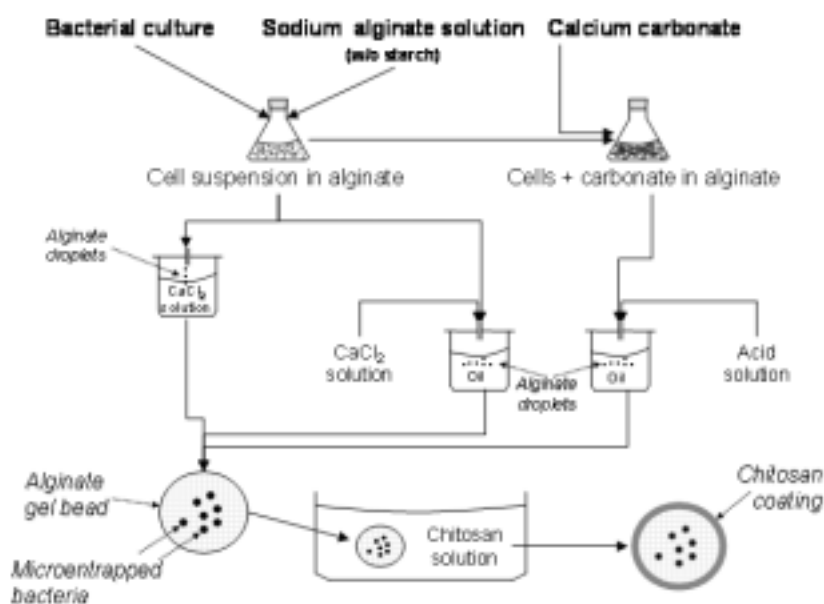 Bacterial culture
Sodium alginate solution
(w/o starch)
Calcium carbonate
Cell suspension in alginate
Cells + carbonate in alginate
Alginate
droplets
CaCl₂
solution
CaCl₂
solution
Oil
Alginate
droplets
Oil
Acid
solution
Alginate
gel bead
Microentrapped
bacteria
Chitosan
solution
Chitosan
coating